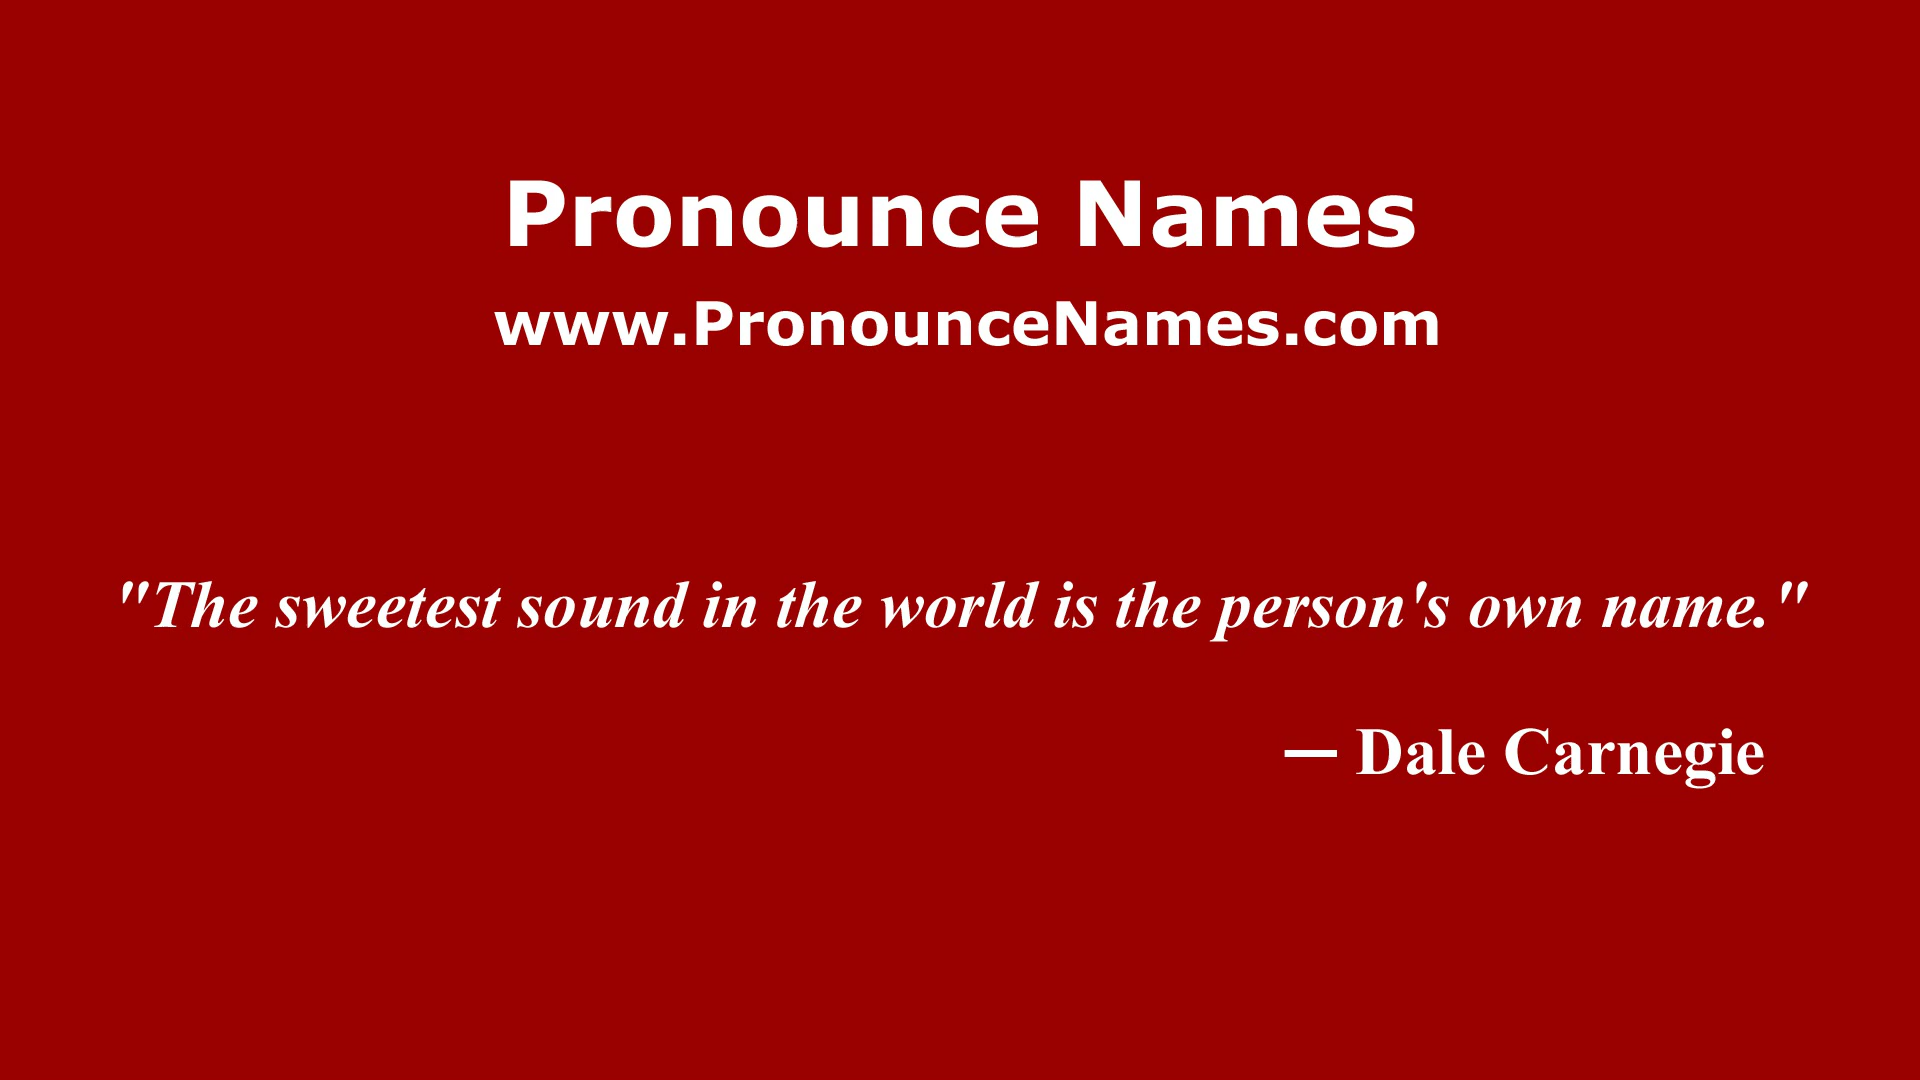 Pronounce Names
www.PronounceNames.com
"The sweetest sound in the world is the person's own name."
— Dale Carnegie